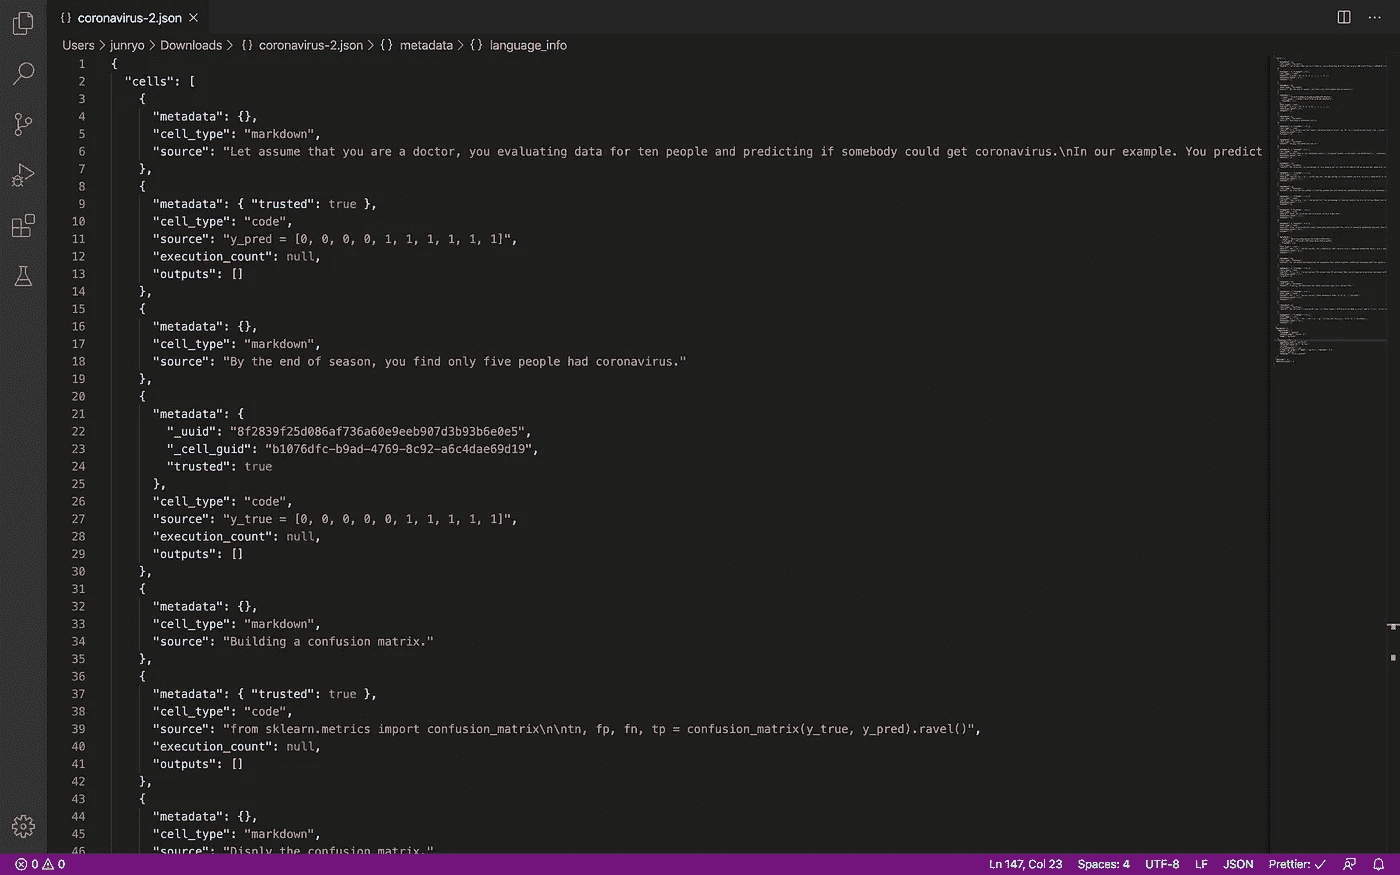 {} coronavirus-2.json ×
Users > junryo > Downloads > {} coronavirus-2.json > {} metadata > {} language_info
1 {
2 "cells": [
3 {
4 "metadata": {},
5 "cell_type": "markdown",
6 "source": "Let assume that you are a doctor, you evaluating data for ten people and predicting if somebody could get coronavirus.\nIn our example. You predict
7 },
8 {
9 "metadata": { "trusted": true },
10 "cell_type": "code",
11 "source": "y_pred = [0, 0, 0, 0, 1, 1, 1, 1, 1, 1]",
12 "execution_count": null,
13 "outputs": []
14 },
15 {
16 "metadata": {},
17 "cell_type": "markdown",
18 "source": "By the end of season, you find only five people had coronavirus."
19 },
20 {
21 "metadata": {
22 "_uuid": "8f2839f25d086af736a60e9eeb907d3b93b6e0e5",
23 "_cell_guid": "b1076dfc-b9ad-4769-8c92-a6c4dae69d19",
24 "trusted": true
25 },
26 "cell_type": "code",
27 "source": "y_true = [0, 0, 0, 0, 0, 1, 1, 1, 1, 1]",
28 "execution_count": null,
29 "outputs": []
30 },
31 {
32 "metadata": {},
33 "cell_type": "markdown",
34 "source": "Building a confusion matrix."
35 },
36 {
37 "metadata": { "trusted": true },
38 "cell_type": "code",
39 "source": "from sklearn.metrics import confusion_matrix\n\ntn, fp, fn, tp = confusion_matrix(y_true, y_pred).ravel()",
40 "execution_count": null,
41 "outputs": []
42 },
43 {
44 "metadata": {},
45 "cell_type": "markdown",
46 "source": "Disply the confusion matrix."
0 0 Ln 147, Col 23 Spaces: 4 UTF-8 LF JSON Prettier: ✓